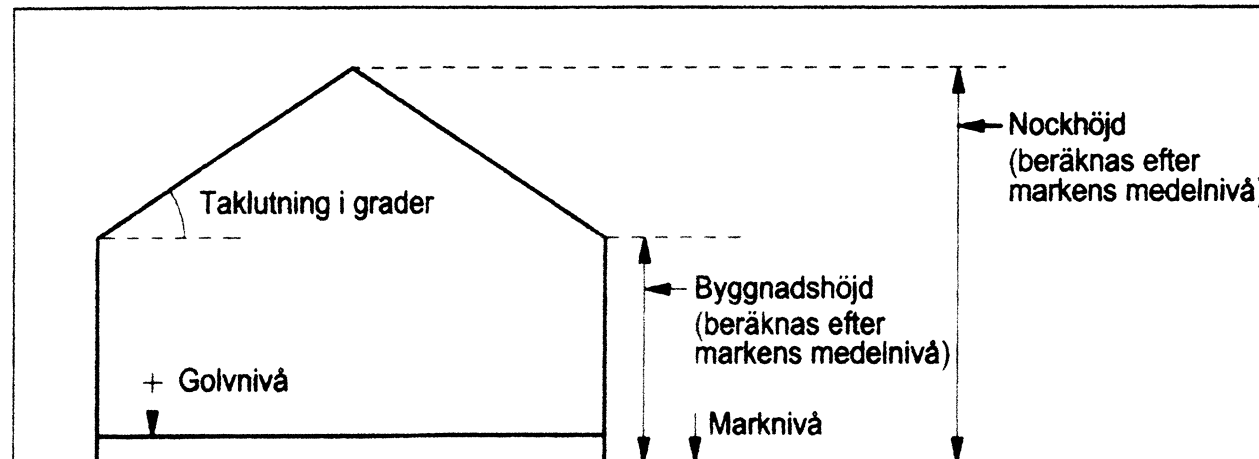 Nockhöjd
(beräknas efter
markens medelnivå)
Taklutning i grader
Byggnadshöjd
(beräknas efter
markens medelnivå)
+ Golvnivå
Marknivå